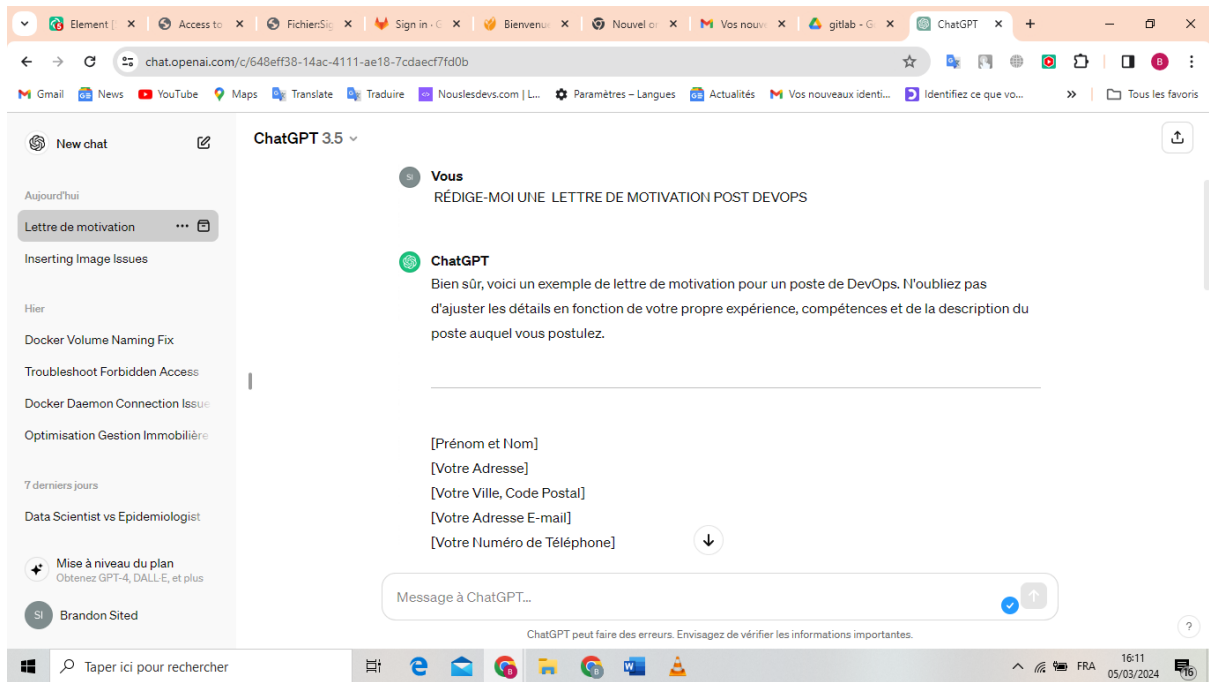 Element [
Access to
Fichier:Sig
Sign in · G
Bienvenu
Nouvel or
Vos nouv
gitlab - G
ChatGPT
chat.openai.com/c/648eff38-14ac-4111-ae18-7cdaecf7fd0b
B
Gmail
News
YouTube
Maps
Translate
Traduire
Nouslesdevs.com | L...
Paramètres – Langues
Actualités
Vos nouveaux identi...
Identifiez ce que vo...
»
Tous les favoris
New chat
ChatGPT 3.5
Aujourd'hui
Lettre de motivation
Inserting Image Issues
Hier
Docker Volume Naming Fix
Troubleshoot Forbidden Access
Docker Daemon Connection Issue
Optimisation Gestion Immobilière
7 derniers jours
Data Scientist vs Epidemiologist
Mise à niveau du plan
Obtenez GPT-4, DALL·E, et plus
SI
Brandon Sited
SI
Vous
RÉDIGE-MOI UNE LETTRE DE MOTIVATION POST DEVOPS
ChatGPT
Bien sûr, voici un exemple de lettre de motivation pour un poste de DevOps. N'oubliez pas
d'ajuster les détails en fonction de votre propre expérience, compétences et de la description du
poste auquel vous postulez.
[Prénom et Nom]
[Votre Adresse]
[Votre Ville, Code Postal]
[Votre Adresse E-mail]
[Votre Numéro de Téléphone]
Message à ChatGPT...
ChatGPT peut faire des erreurs. Envisagez de vérifier les informations importantes.
?
Taper ici pour rechercher
FRA
16:11
05/03/2024
16